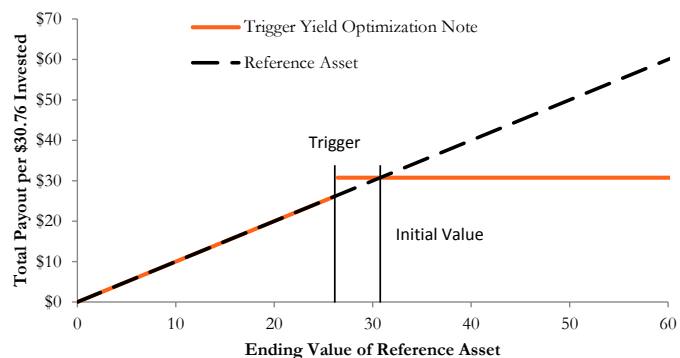 $70
Trigger Yield Optimization Note
$60
Reference Asset
$50
$40
Trigger
$30
$20
Initial Value
$10
$0
0 10 20 30 40 50 60
Ending Value of Reference Asset
Total Payout per $30.76 Invested